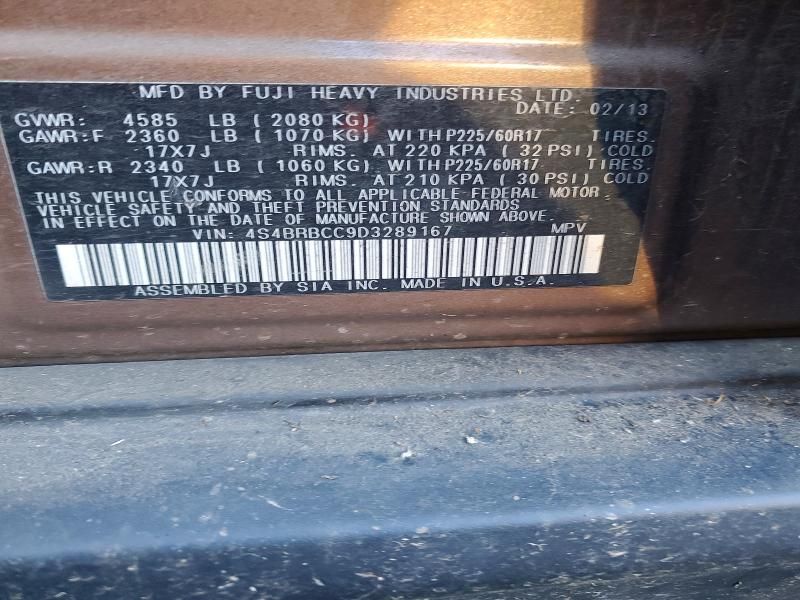 MFD BY FUJI HEAVY INDUSTRIES LTD.
DATE: 02/13
GVWR: 4585 LB (2080 KG)
GAWR:F 2360 LB (1070 KG) WITH P225/60R17 TIRES.
17X7J RIMS. AT 220 KPA (32 PSI) COLD
GAWR:R 2340 LB (1060 KG) WITH P225/60R17 TIRES.
17X7J RIMS. AT 210 KPA (30 PSI) COLD
THIS VEHICLE CONFORMS TO ALL APPLICABLE FEDERAL MOTOR
VEHICLE SAFETY AND THEFT PREVENTION STANDARDS
IN EFFECT ON THE DATE OF MANUFACTURE SHOWN ABOVE.
VIN: 4S4BRBCC9D3289167 MPV
ASSEMBLED BY SIA INC. MADE IN U.S.A.